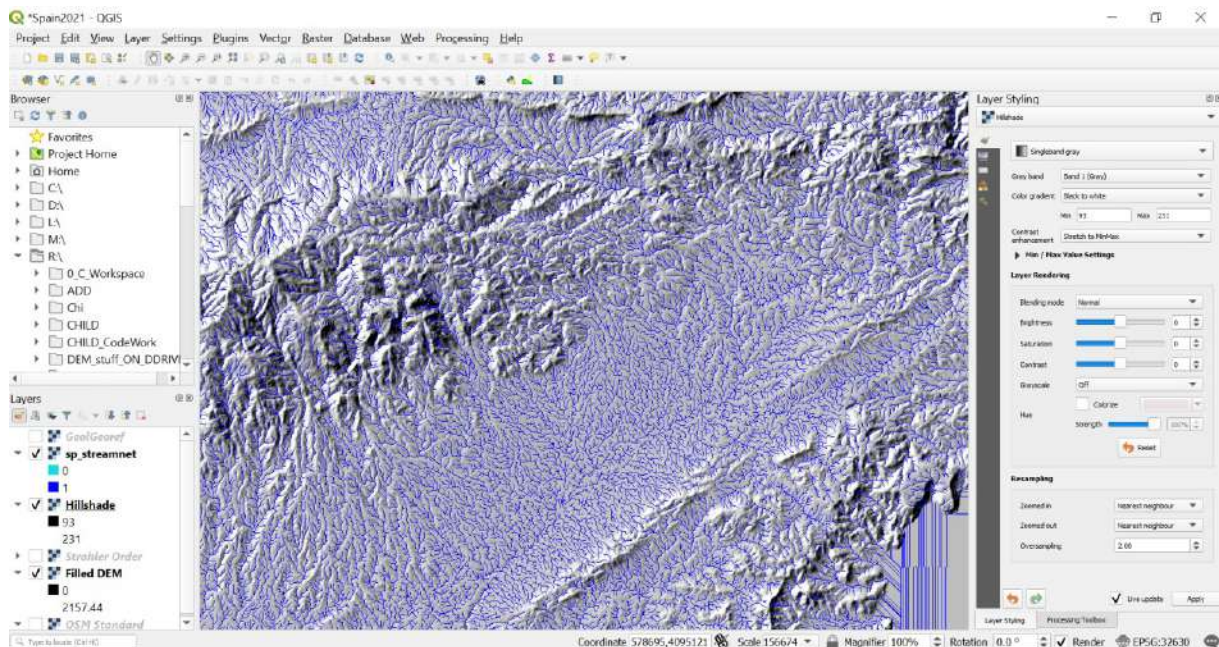 *Spain2021 - QGIS
Project Edit View Layer Settings Plugins Vector Raster Database Web Processing Help
Browser
Favorites
Project Home
Home
C:\
D:\
L:\
M:\
R:\
0_C_Workspace
ADD
Chi
CHILD
CHILD_CodeWork
DEM_stuff_ON_DDRIV
Layers
GeolGeoref
sp_streamnet
0
1
Hillshade
93
231
Strahler Order
Filled DEM
0
2157.44
OSM Standard
Type to locate (Ctrl+K)
Layer Styling
Hillshade
Singleband gray
Gray band Band 1 (Gray)
Color gradient Black to white
Min 93 Max 231
Contrast enhancement Stretch to MinMax
Min / Max Value Settings
Layer Rendering
Blending mode Normal
Brightness 0
Saturation 0
Contrast 0
Grayscale Off
Hue Colorize
Strength 100%
Reset
Resampling
Zoomed in Nearest neighbour
Zoomed out Nearest neighbour
Oversampling 2.00
Live update Apply
Layer Styling Processing Toolbox
Coordinate 578695,4095121 Scale 156674 Magnifier 100% Rotation 0.0 ° Render EPSG:32630